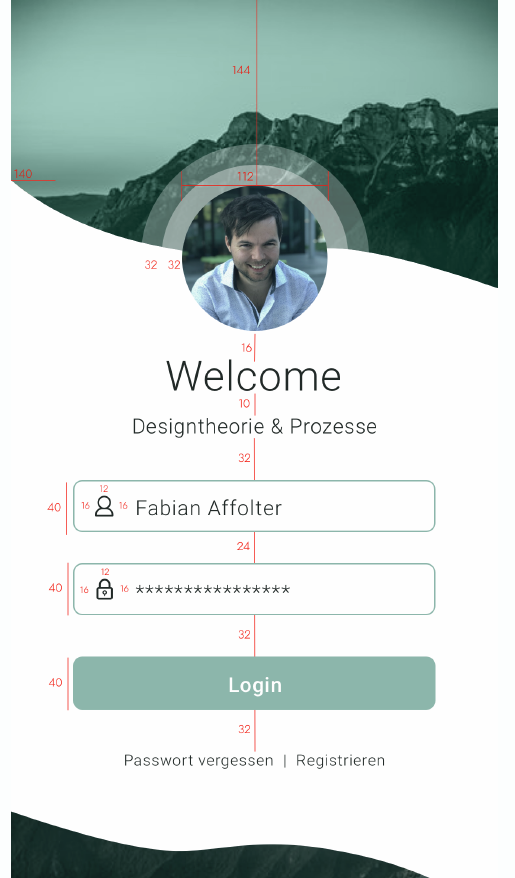 144
140
112
32 32
16
Welcome
10
Designtheorie & Prozesse
32
12
40 16 16 Fabian Affolter
24
12
40 16 16 ****************
32
40 Login
32
Passwort vergessen | Registrieren